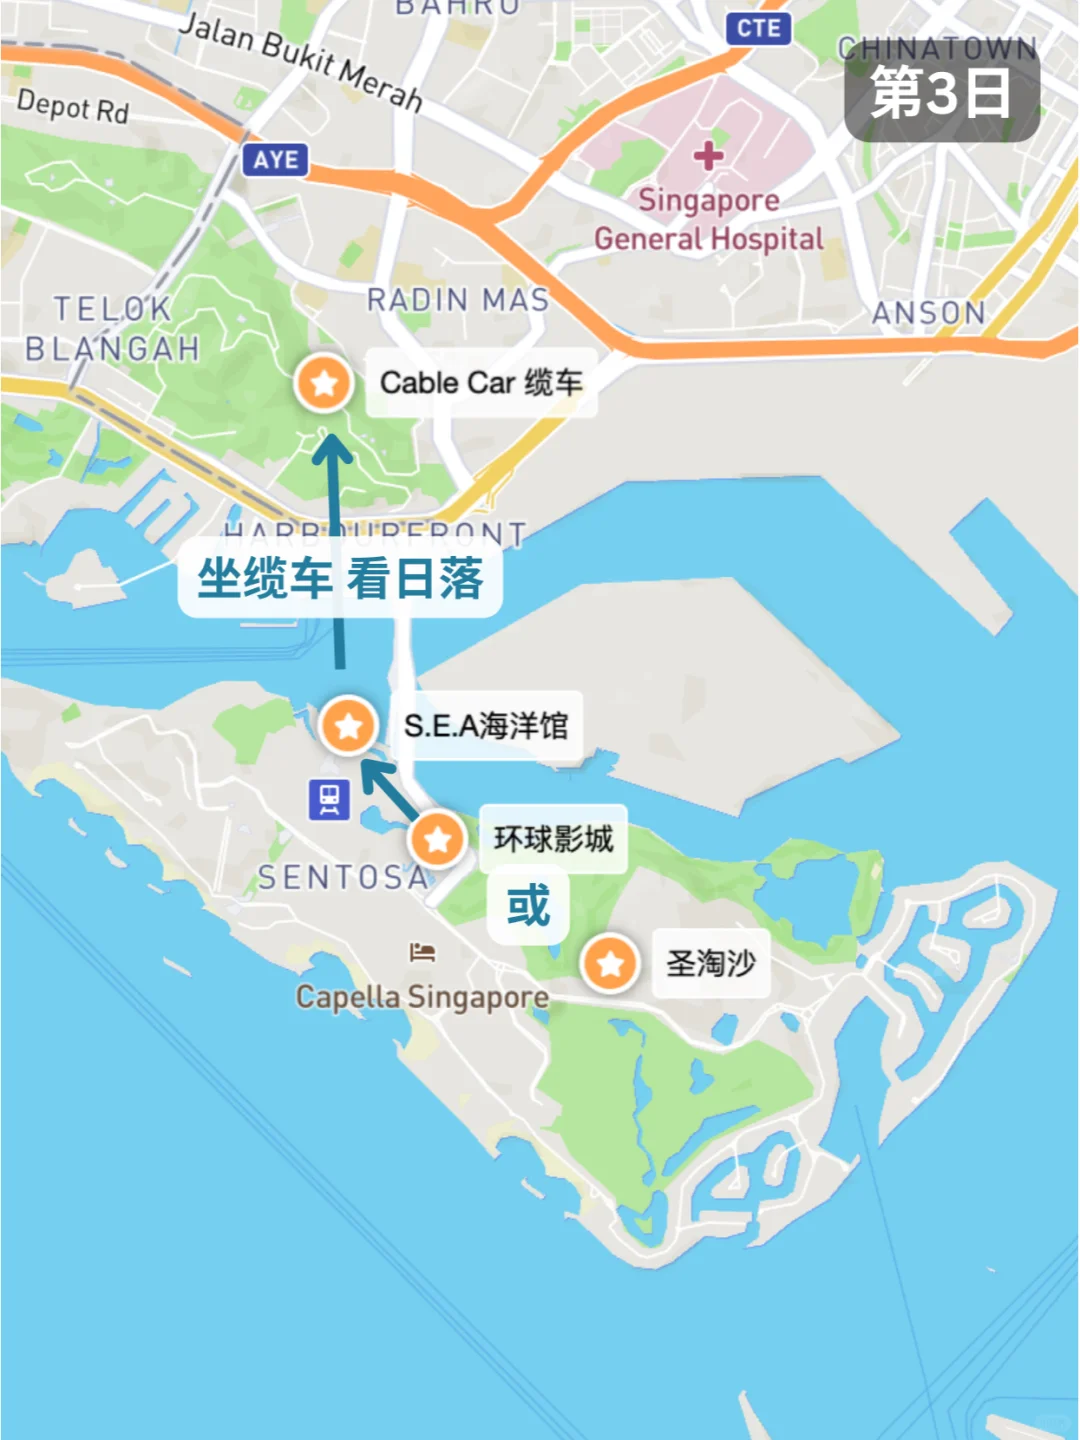 BAHRU
CTE
CHINATOWN
第3日
Jalan Bukit Merah
Depot Rd
AYE
Singapore
General Hospital
TELOK
BLANGAH
RADIN MAS
ANSON
Cable Car 缆车
HARBOURFRONT
坐缆车 看日落
S.E.A海洋馆
环球影城
SENTOSA
或
圣淘沙
Capella Singapore